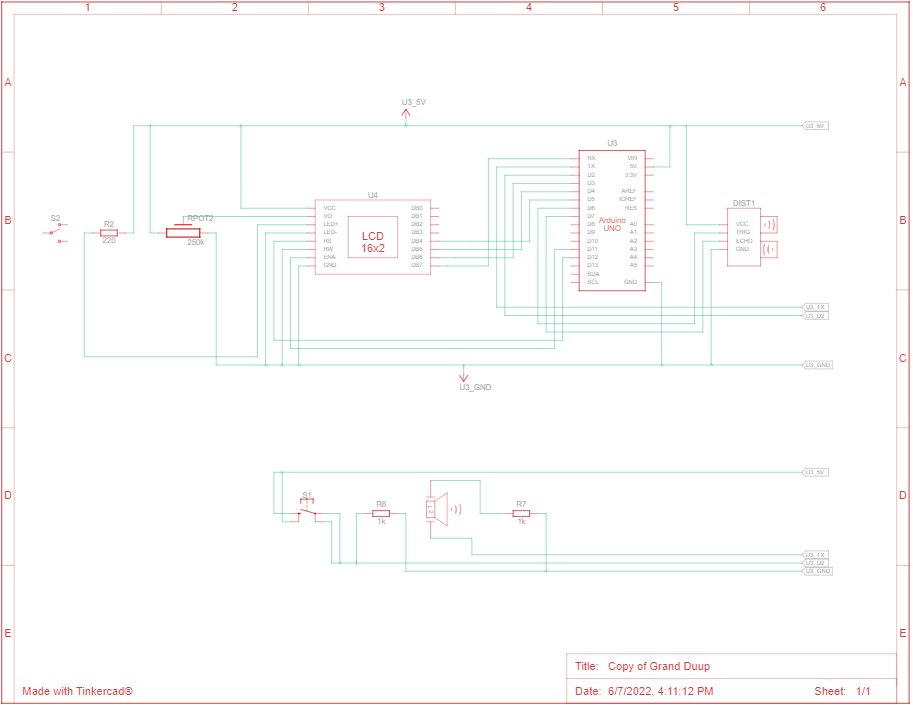 1 2 3 4 5 6
A A
U3_5V
U3_5V
U3
RX VIN
TX 5V
D2 3.3V
D3
D4 AREF
D5 IOREF
D6 RES
D7
D8 A0
D9 A1
D10 A2
D11 A3
D12 A4
D13 A5
SDA
SCL GND
Arduino
UNO
B B
S2
R2
220
RPOT2
250k
U4
VCC DB0
VO DB1
LED+ DB2
LED- DB3
RS DB4
RW DB5
ENA DB6
GND DB7
LCD
16x2
DIST1
VCC
TRIG
ECHO
GND
U3_TX
U3_D2
C C
U3_GND
U3_GND
U3_5V
D D
S1
R8
1k
LS
R7
1k
U3_TX
U3_D2
U3_GND
E E
Title: Copy of Grand Duup
Made with Tinkercad®
Date: 6/7/2022, 4:11:12 PM Sheet: 1/1